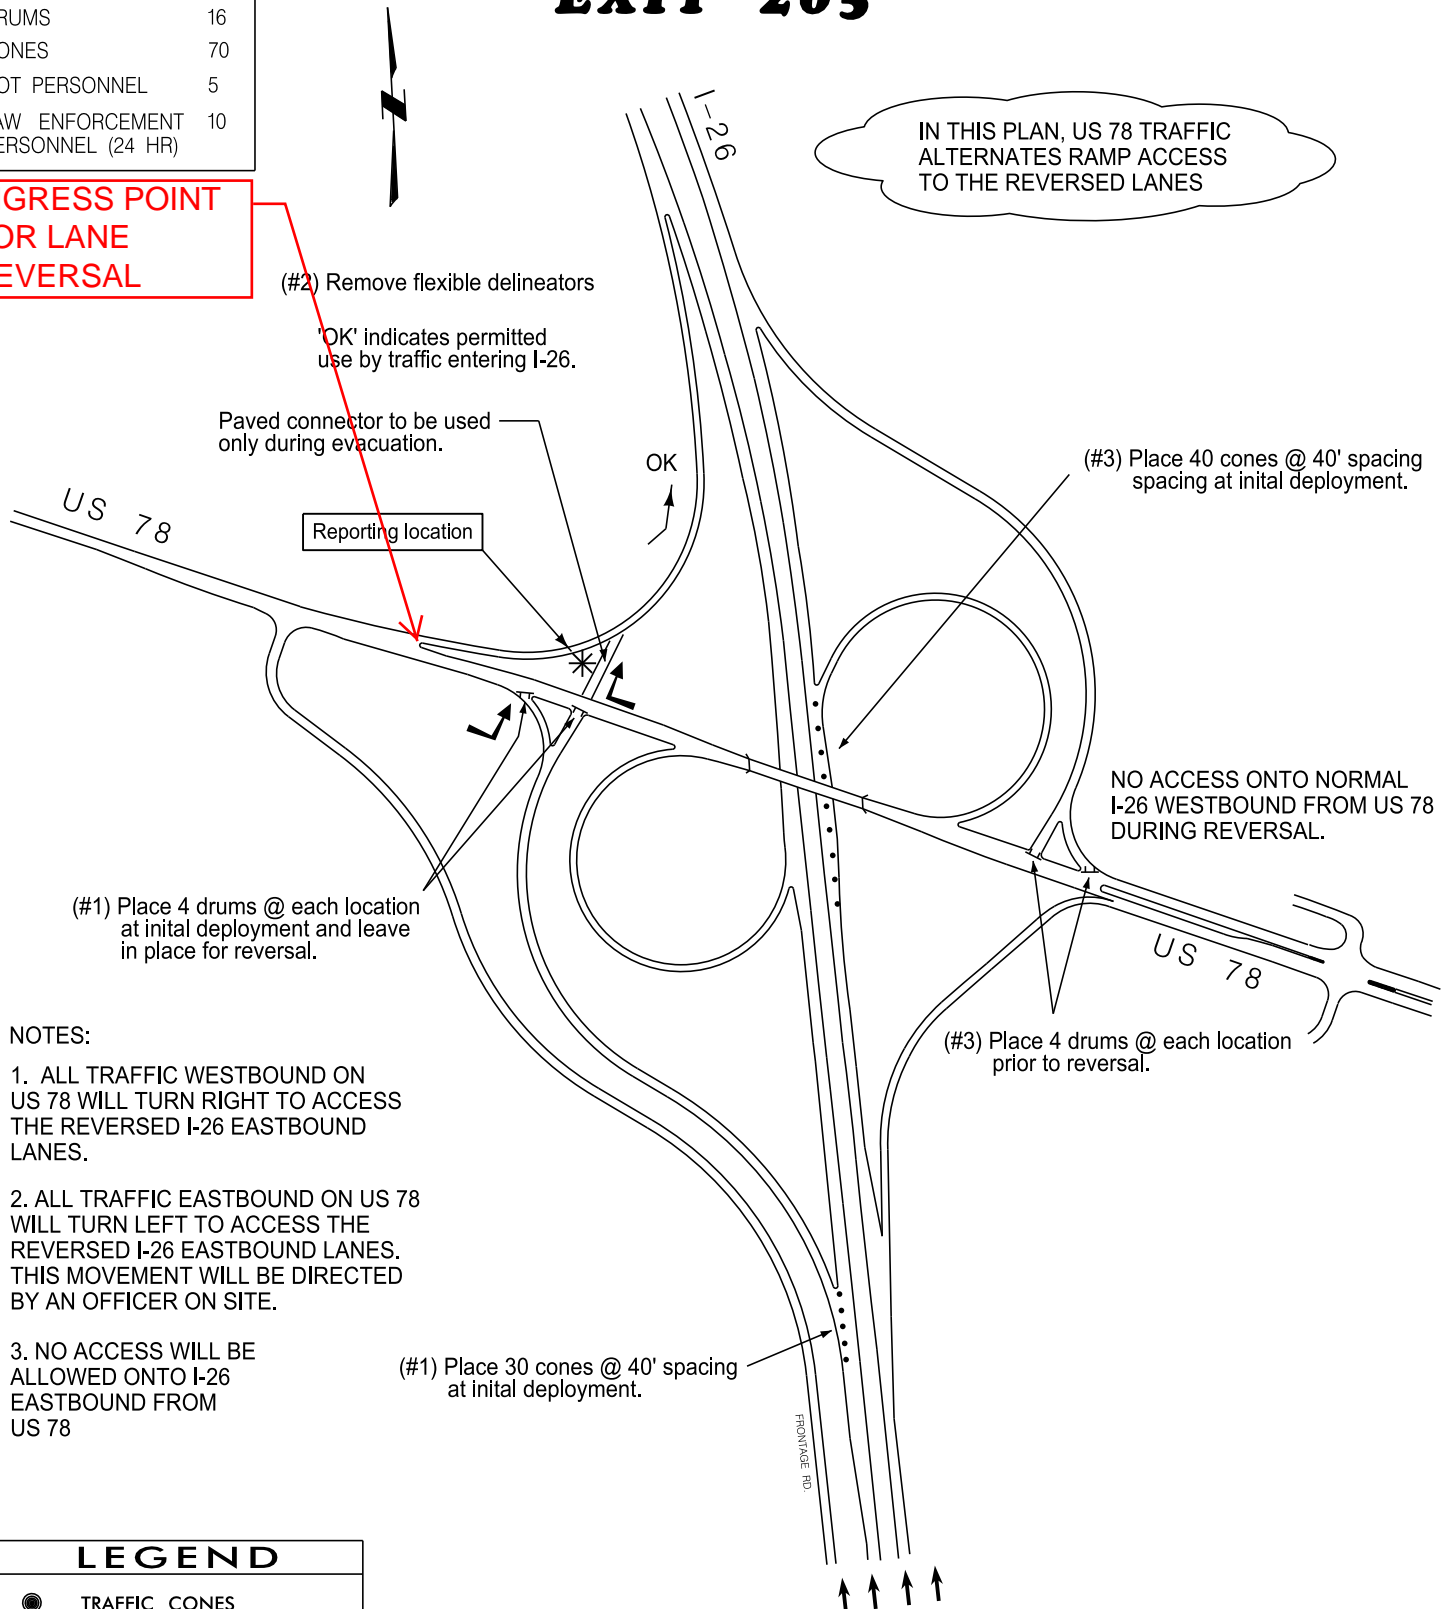 EXIT 205
RUMS 16
ONES 70
OT PERSONNEL 5
AW ENFORCEMENT 10
ERSONNEL (24 HR)
GRESS POINT
OR LANE
EVERSAL
I-26
IN THIS PLAN, US 78 TRAFFIC
ALTERNATES RAMP ACCESS
TO THE REVERSED LANES
(#2) Remove flexible delineators
'OK' indicates permitted
use by traffic entering I-26.
Paved connector to be used
only during evacuation.
OK
(#3) Place 40 cones @ 40' spacing
spacing at inital deployment.
US 78
Reporting location
NO ACCESS ONTO NORMAL
I-26 WESTBOUND FROM US 78
DURING REVERSAL.
(#1) Place 4 drums @ each location
at inital deployment and leave
in place for reversal.
US 78
(#3) Place 4 drums @ each location
prior to reversal.
NOTES:
1. ALL TRAFFIC WESTBOUND ON
US 78 WILL TURN RIGHT TO ACCESS
THE REVERSED I-26 EASTBOUND
LANES.
2. ALL TRAFFIC EASTBOUND ON US 78
WILL TURN LEFT TO ACCESS THE
REVERSED I-26 EASTBOUND LANES.
THIS MOVEMENT WILL BE DIRECTED
BY AN OFFICER ON SITE.
3. NO ACCESS WILL BE
ALLOWED ONTO I-26
EASTBOUND FROM
US 78
(#1) Place 30 cones @ 40' spacing
at inital deployment.
FRONTAGE RD.
LEGEND
TRAFFIC CONES